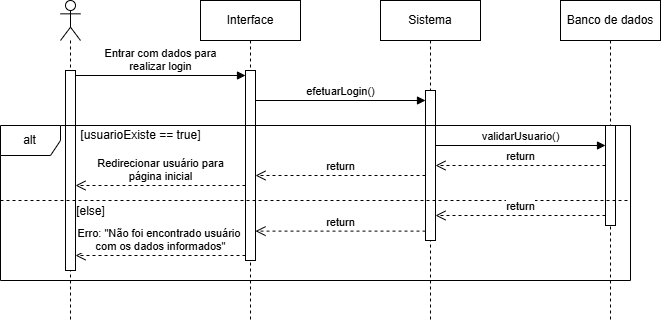 Interface
Sistema
Banco de dados
Entrar com dados para
realizar login
efetuarLogin()
alt
[usuarioExiste == true]
validarUsuario()
return
Redirecionar usuário para
página inicial
return
[else]
return
Erro: "Não foi encontrado usuário
com os dados informados"
return